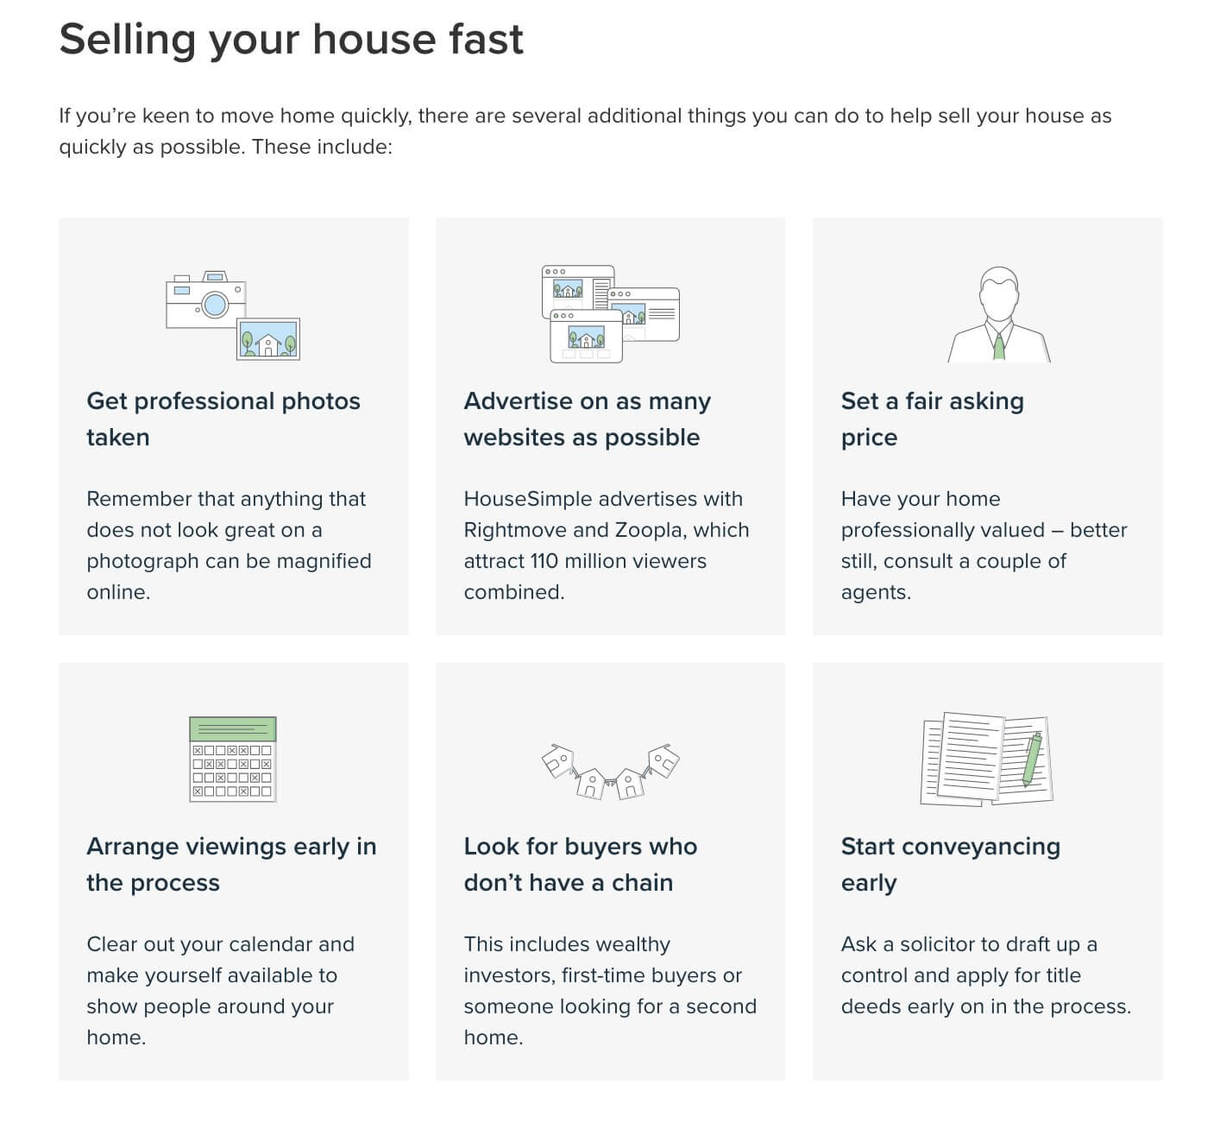 Selling your house fast
If you’re keen to move home quickly, there are several additional things you can do to help sell your house as
quickly as possible. These include:
Get professional photos
taken
Remember that anything that
does not look great on a
photograph can be magnified
online.
Advertise on as many
websites as possible
HouseSimple advertises with
Rightmove and Zoopla, which
attract 110 million viewers
combined.
Set a fair asking
price
Have your home
professionally valued – better
still, consult a couple of
agents.
Arrange viewings early in
the process
Clear out your calendar and
make yourself available to
show people around your
home.
Look for buyers who
don’t have a chain
This includes wealthy
investors, first-time buyers or
someone looking for a second
home.
Start conveyancing
early
Ask a solicitor to draft up a
control and apply for title
deeds early on in the process.